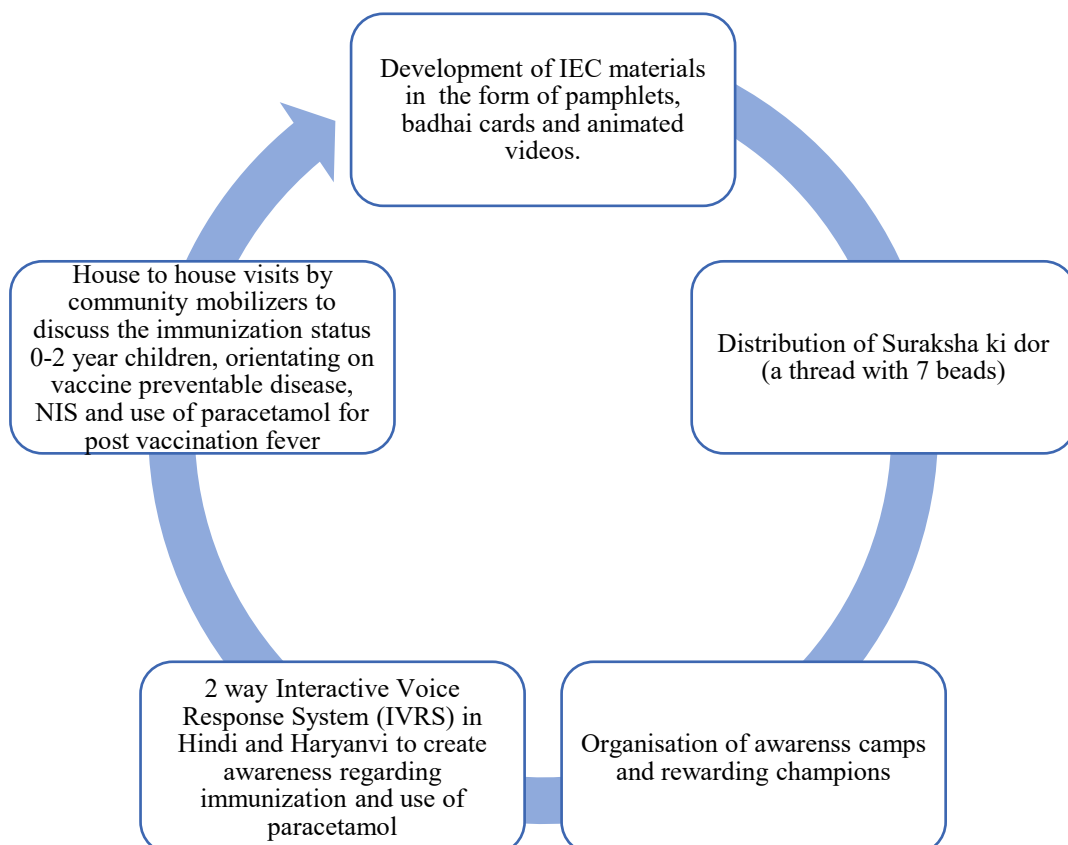 Development of IEC materials
in the form of pamphlets,
badhai cards and animated
videos.
Distribution of Suraksha ki dor
(a thread with 7 beads)
Organisation of awarenss camps
and rewarding champions
2 way Interactive Voice
Response System (IVRS) in
Hindi and Haryanvi to create
awareness regarding
immunization and use of
paracetamol
House to house visits by
community mobilizers to
discuss the immunization status
0-2 year children, orientating on
vaccine preventable disease,
NIS and use of paracetamol for
post vaccination fever